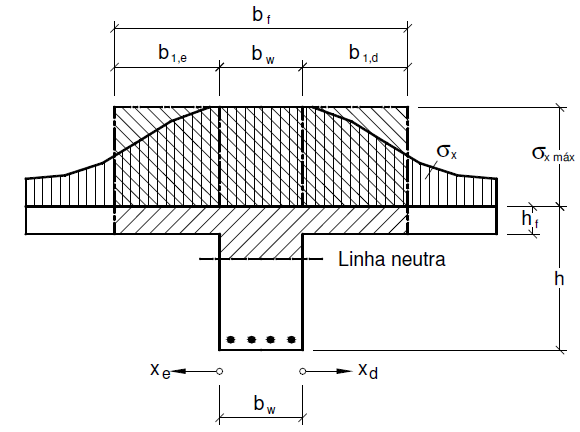 b f
b 1,e b w b 1,d
σx σx máx
h f
Linha neutra
h
x e x d
b w